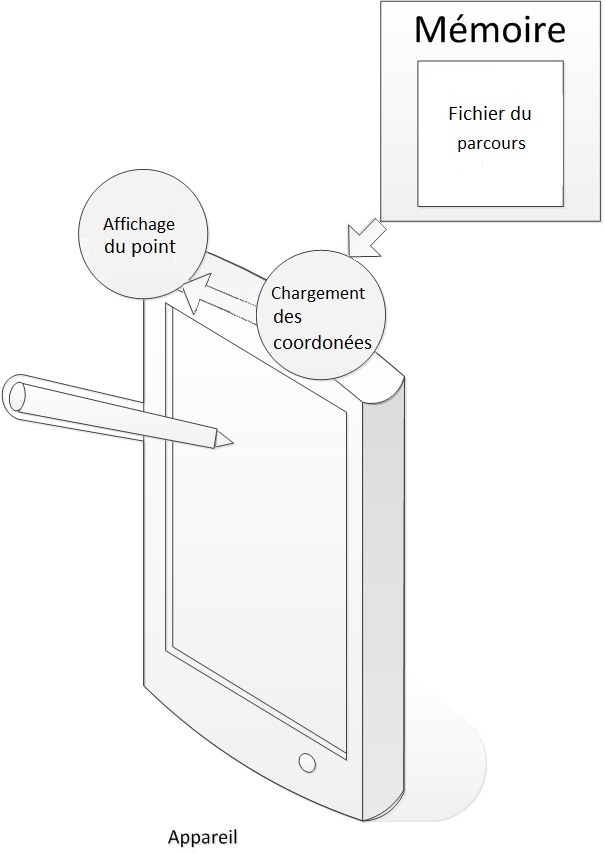 Mémoire
Fichier du
parcours
Affichage
du point
Chargement
des
coordonées
Appareil